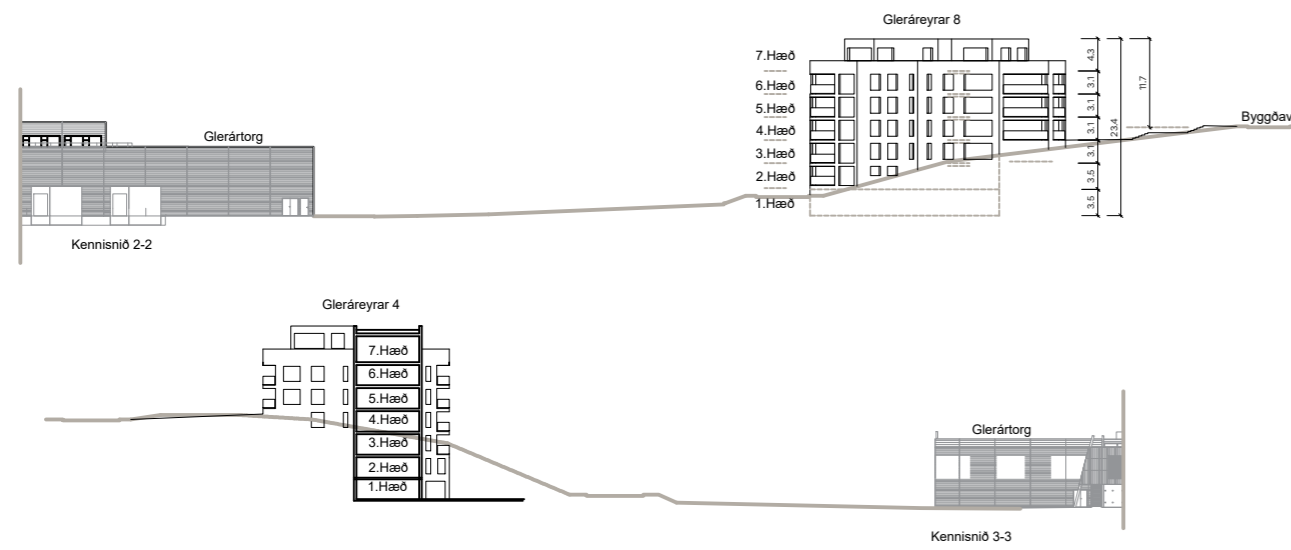 Gleráreyrar 8
7.Hæð
6.Hæð
5.Hæð
4.Hæð
3.Hæð
2.Hæð
1.Hæð
4.3
3.1
3.1
3.1
3.1
3.5
3.5
23.4
11.7
Byggðav
Glerártorg
Kennisnið 2-2
Gleráreyrar 4
7.Hæð
6.Hæð
5.Hæð
4.Hæð
3.Hæð
2.Hæð
1.Hæð
Glerártorg
Kennisnið 3-3